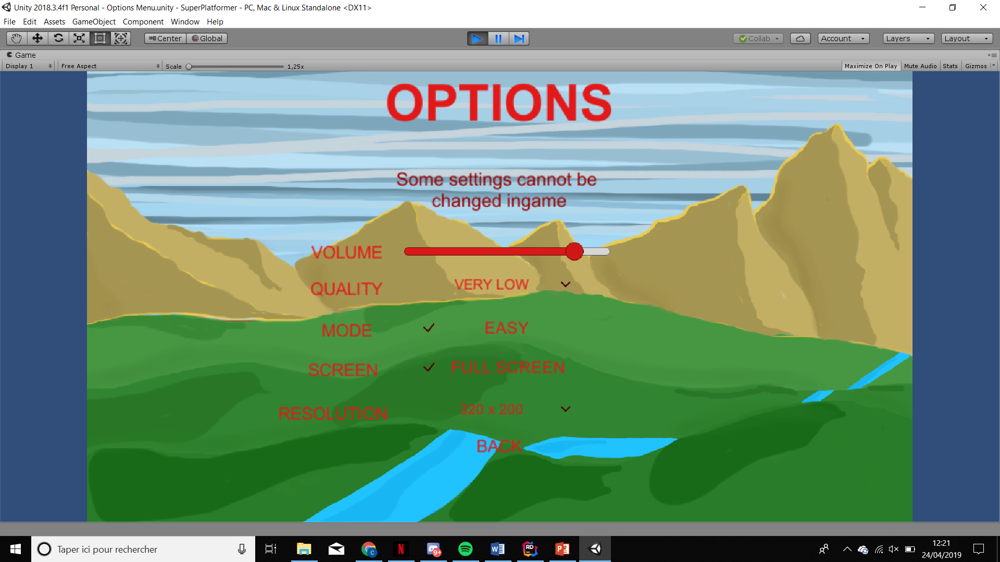 Unity 2018.3.4f1 Personal - Options Menu.unity - SuperPlatformer - PC, Mac & Linux Standalone <DX11>
File Edit Assets GameObject Component Window Help
Center Global Collab Account Layers Layout
Game
Display 1 Free Aspect Scale 1,25x Maximize On Play Mute Audio Stats Gizmos
OPTIONS
Some settings cannot be
changed ingame
VOLUME
QUALITY VERY LOW
MODE EASY
SCREEN FULL SCREEN
RESOLUTION 320 x 200
BACK
Taper ici pour rechercher
C
N
9+
W
RD
P
12:21
24/04/2019